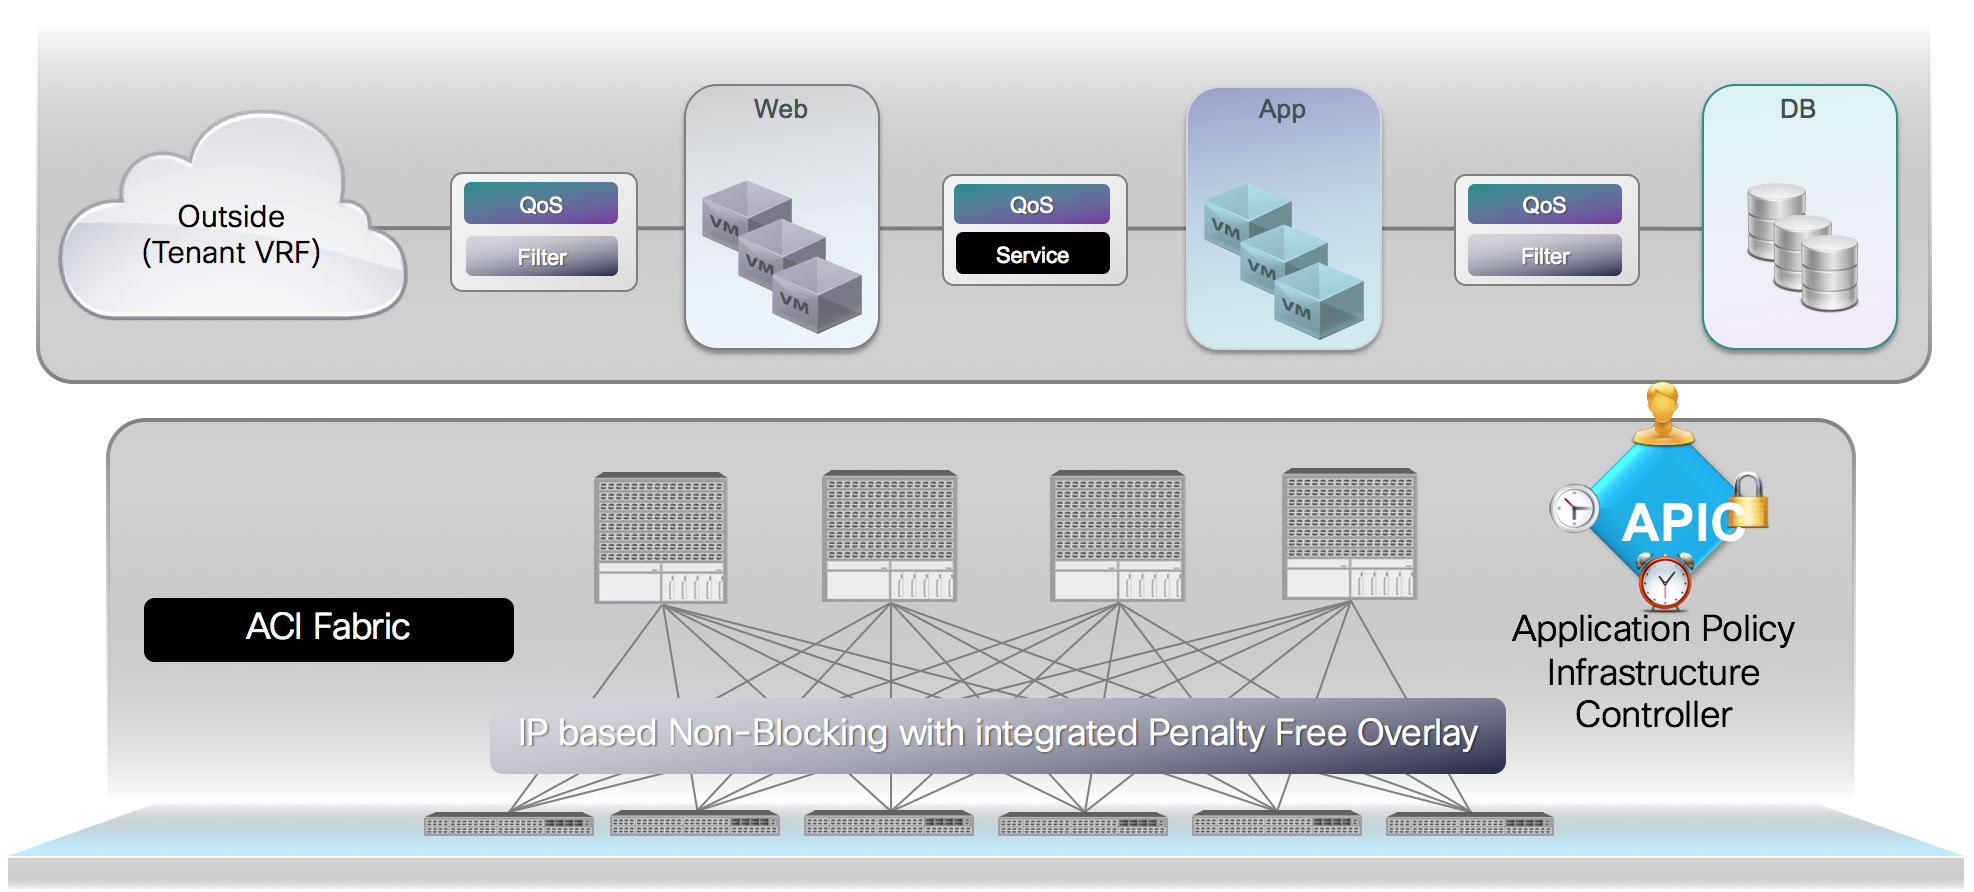 Web
App
DB
Outside
(Tenant VRF)
QoS
Filter
QoS
Service
QoS
Filter
VM
VM
VM
VM
VM
VM
APIC
ACI Fabric
Application Policy
Infrastructure
Controller
IP based Non-Blocking with integrated Penalty Free Overlay